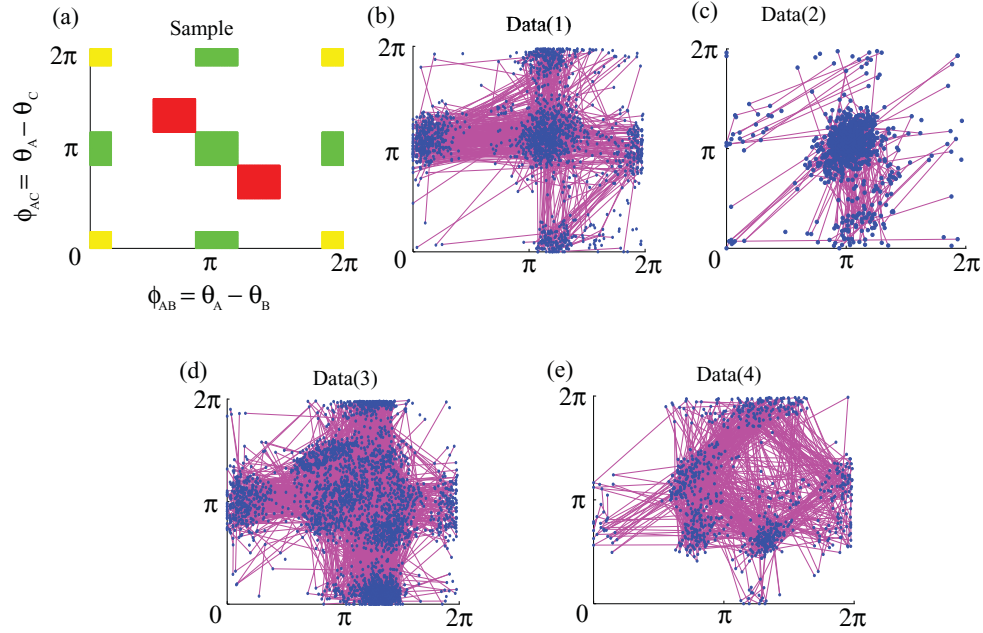 (a)
Sample
2π
π
0
π
2π
ϕAC = θA − θC
ϕAB = θA − θB
(b)
Data(1)
2π
π
0
π
2π
(c)
Data(2)
2π
π
0
π
2π
(d)
Data(3)
2π
π
0
π
2π
(e)
Data(4)
2π
π
0
π
2π